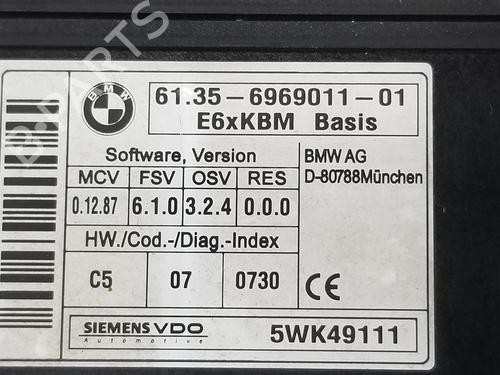 BMW
61.35-6969011-01
E6xKBM Basis
Software, Version
MCV FSV OSV RES
0.12.87 6.1.0 3.2.4 0.0.0
HW./Cod.-/Diag.-Index
C5 07 0730
BMW AG
D-80788München
CE
SIEMENS VDO
Automotive
5WK49111
B-PARTS